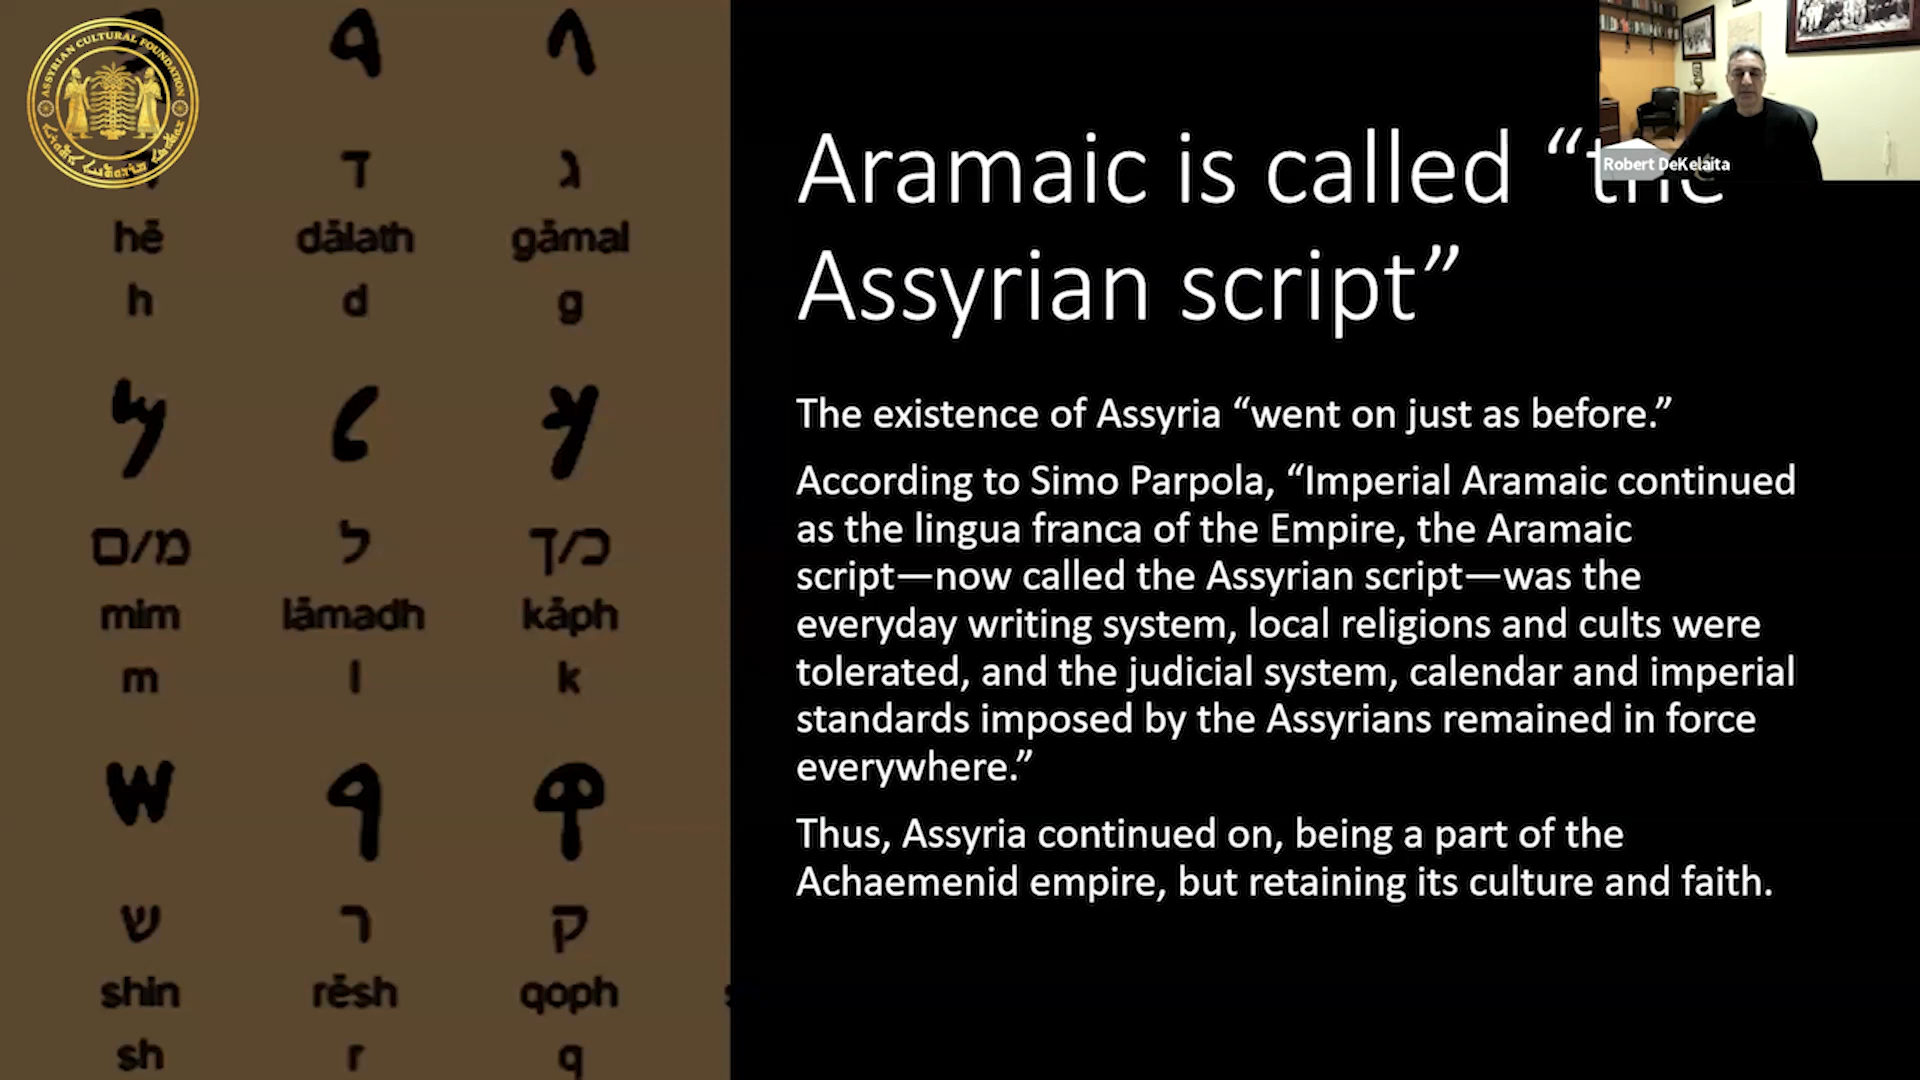 ASSYRIAN CULTURAL FOUNDATION
ד
ג
hē
dālath
gāmal
h
d
g
מ/ם
ל
כ/ך
mim
lāmadh
kāph
m
l
k
ש
ר
ק
shin
rēsh
qoph
sh
r
q
Aramaic is called “the
Assyrian script”
The existence of Assyria “went on just as before.”
According to Simo Parpola, “Imperial Aramaic continued
as the lingua franca of the Empire, the Aramaic
script—now called the Assyrian script—was the
everyday writing system, local religions and cults were
tolerated, and the judicial system, calendar and imperial
standards imposed by the Assyrians remained in force
everywhere.”
Thus, Assyria continued on, being a part of the
Achaemenid empire, but retaining its culture and faith.
Robert DeKelaita